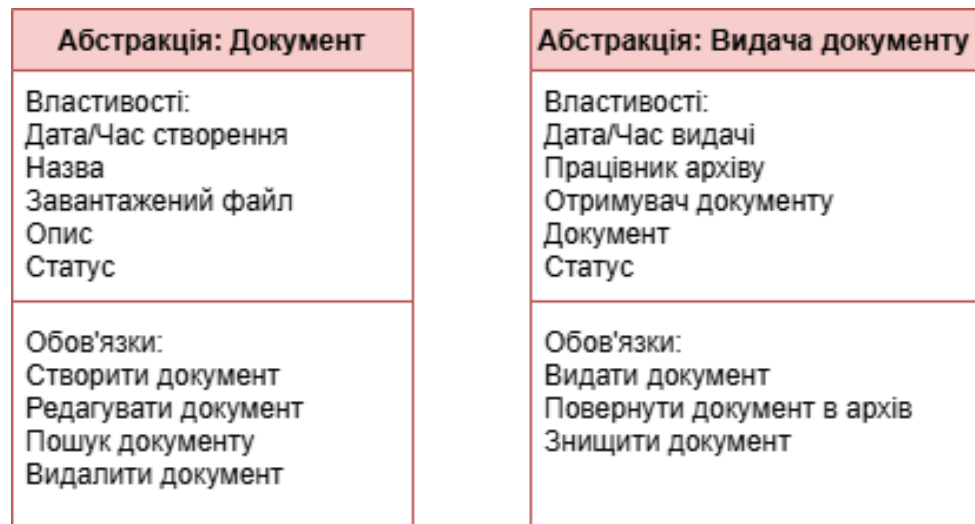 Абстракція: Документ
Властивості:
Дата/Час створення
Назва
Завантажений файл
Опис
Статус
Обов'язки:
Створити документ
Редагувати документ
Пошук документу
Видалити документ
Абстракція: Видача документу
Властивості:
Дата/Час видачі
Працівник архіву
Отримувач документу
Документ
Статус
Обов'язки:
Видати документ
Повернути документ в архів
Знищити документ